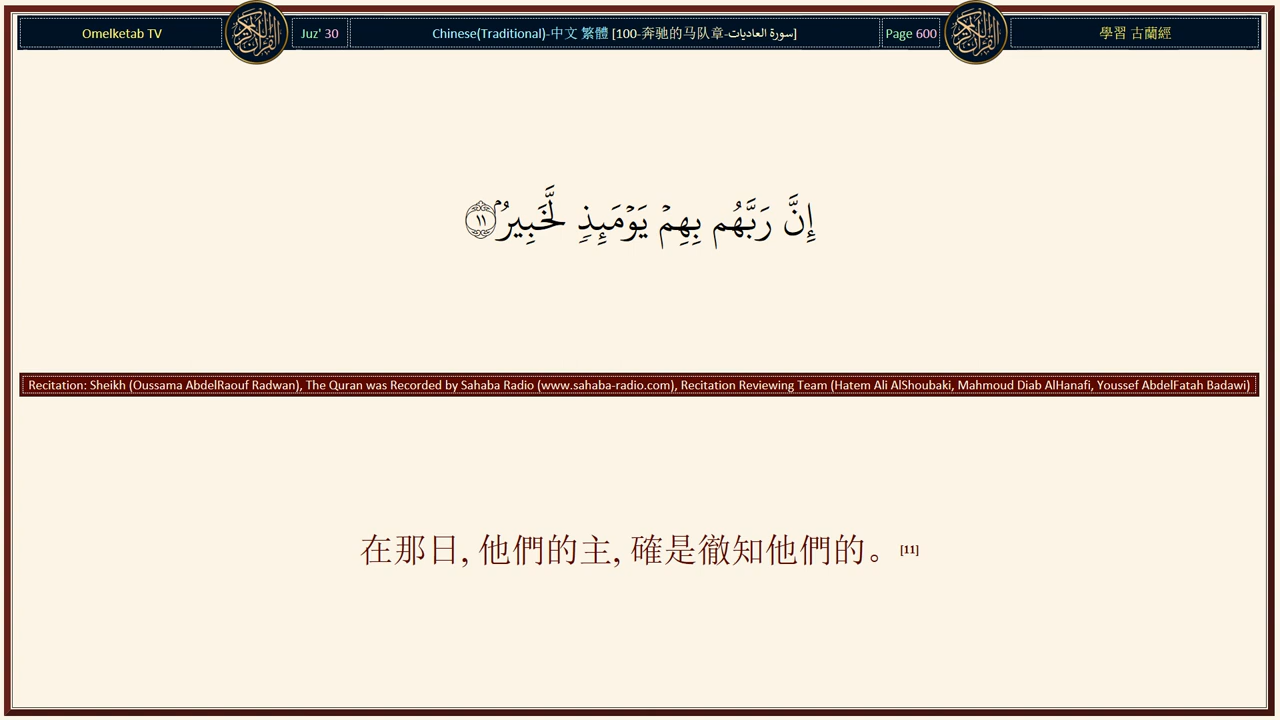 Omelketab TV
Juz' 30
Chinese(Traditional)-中文 繁體 [100-奔驰的马队章-سورة العاديات]
Page 600
學習 古蘭經
إِنَّ رَبَّهُم بِهِمۡ يَوۡمَئِذٖ لَّخَبِيرُۢ ١١
Recitation: Sheikh (Oussama AbdelRaouf Radwan), The Quran was Recorded by Sahaba Radio (www.sahaba-radio.com), Recitation Reviewing Team (Hatem Ali AlShoubaki, Mahmoud Diab AlHanafi, Youssef AbdelFatah Badawi)
在那日, 他們的主, 確是徹知他們的。 [11]